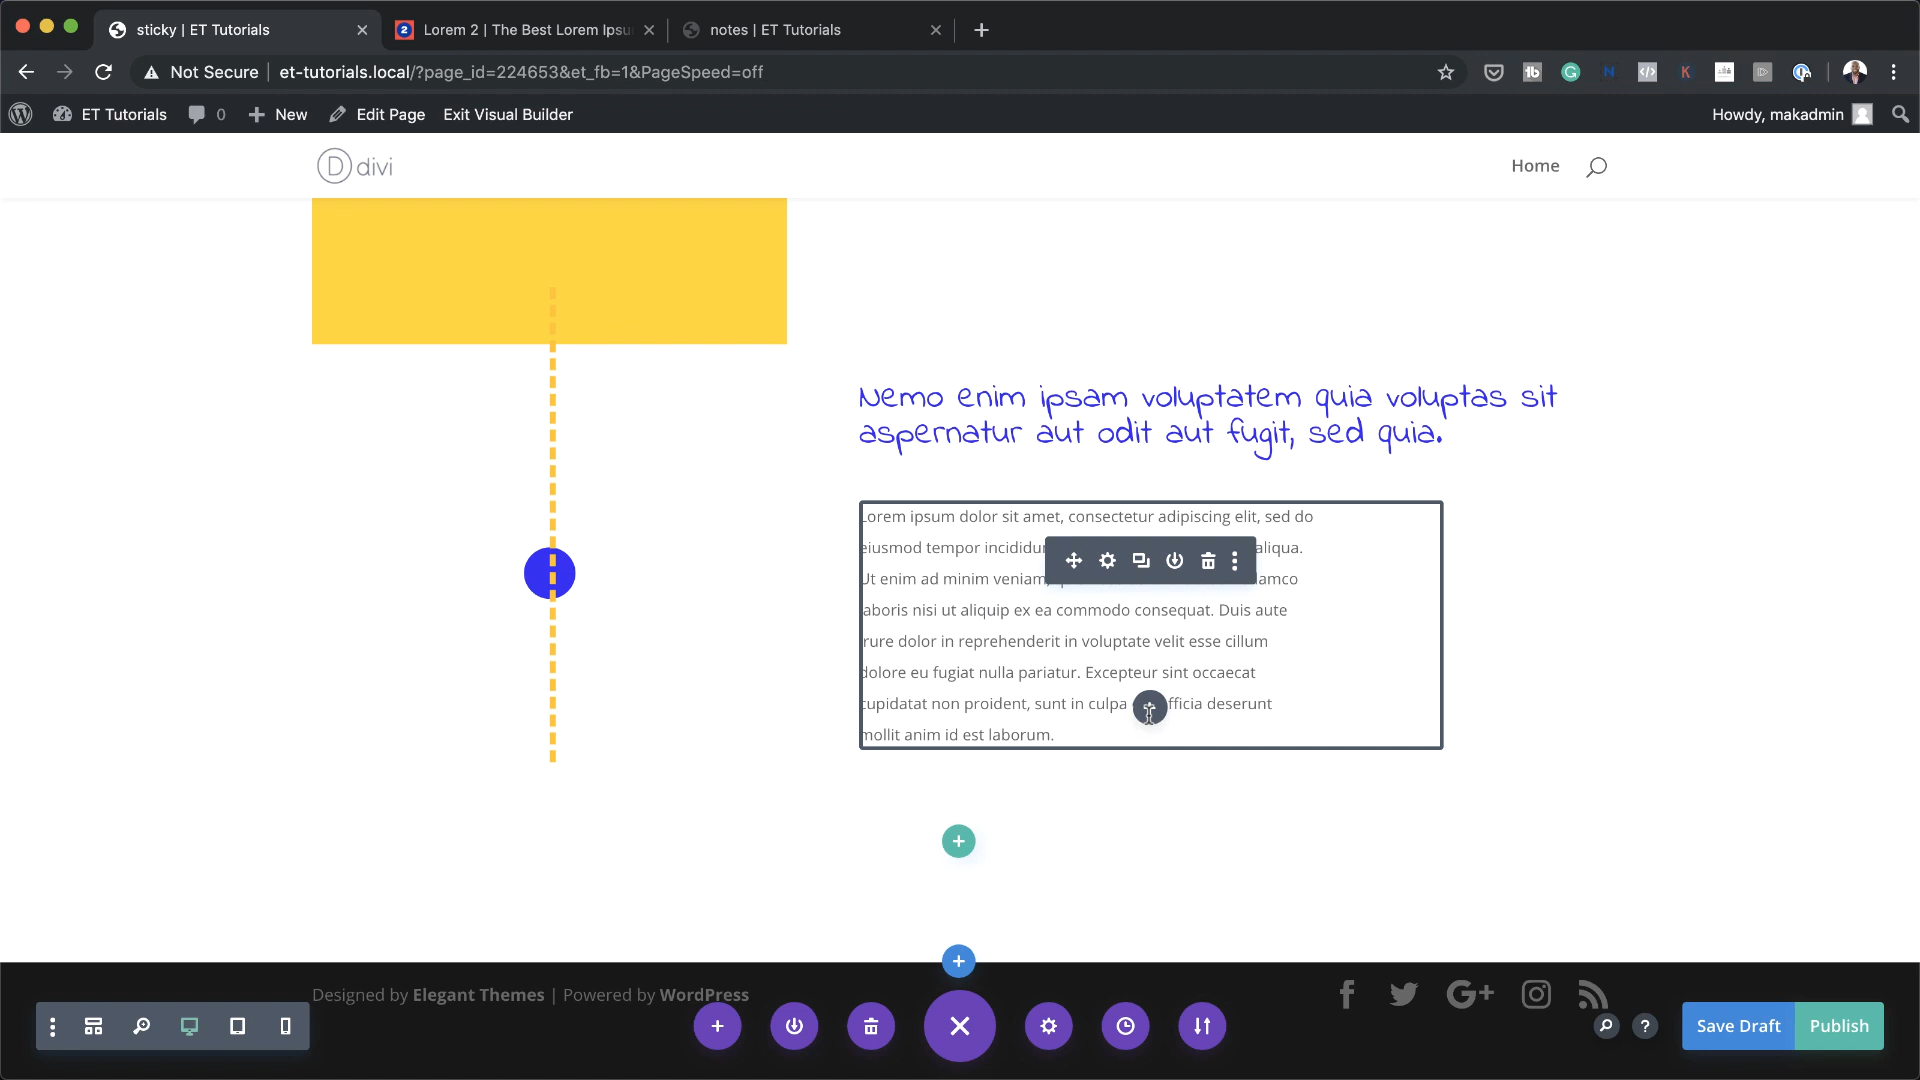 sticky | ET Tutorials
2
Lorem 2 | The Best Lorem Ipsu
notes | ET Tutorials
Not Secure
et-tutorials.local/?page_id=224653&et_fb=1&PageSpeed=off
ET Tutorials
0
New
Edit Page
Exit Visual Builder
Howdy, makadmin
D divi
Home
Nemo enim ipsam voluptatem quia voluptas sit
aspernatur aut odit aut fugit, sed quia.
Lorem ipsum dolor sit amet, consectetur adipiscing elit, sed do
eiusmod tempor aliqua.
Ut enim ad minim veniam,
laboris nisi ut aliquip ex ea commodo consequat. Duis aute
irure dolor in reprehenderit in voluptate velit esse cillum
dolore eu fugiat nulla pariatur. Excepteur sint occaecat
cupidatat non proident, sunt in culpa officia deserunt
mollit anim id est laborum.
Designed by Elegant Themes | Powered by WordPress
Save Draft
Publish